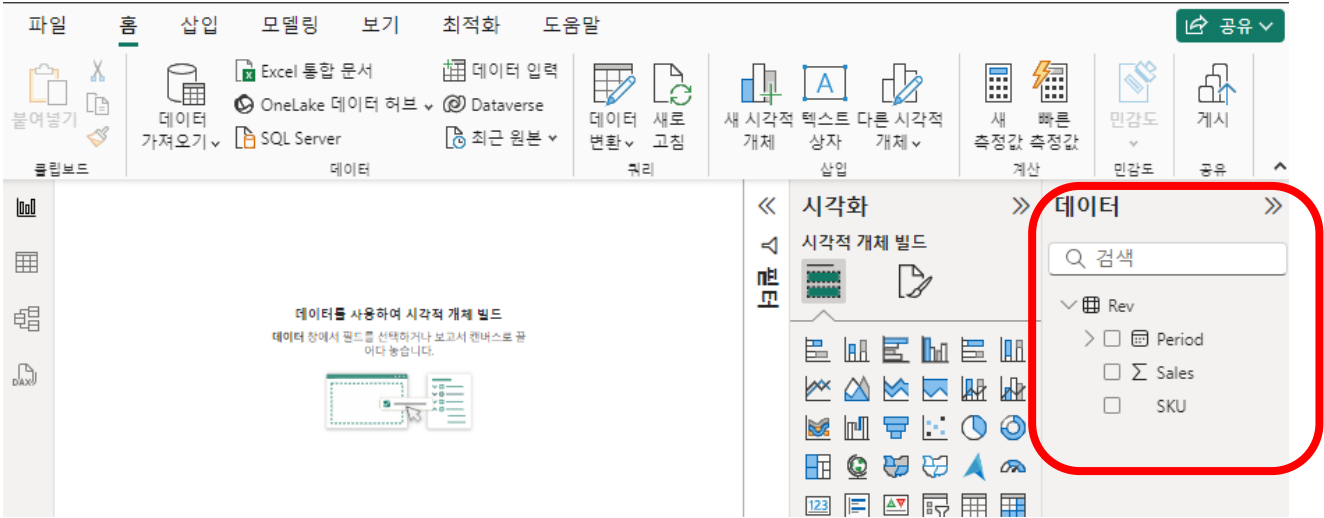 파일 홈 삽입 모델링 보기 최적화 도움말 공유
붙여넣기
클립보드
데이터
가져오기
Excel 통합 문서
OneLake 데이터 허브
SQL Server
데이터 입력
Dataverse
최근 원본
데이터
데이터
변환
새로
고침
쿼리
새 시각적
개체
텍스트
상자
다른 시각적
개체
삽입
새
측정값
빠른
측정값
계산
민감도
민감도
게시
공유
DAX
데이터를 사용하여 시각적 개체 빌드
데이터 창에서 필드를 선택하거나 보고서 캔버스로 끌
어다 놓습니다.
필터
시각화
시각적 개체 빌드
123
데이터
검색
Rev
Period
Sales
SKU